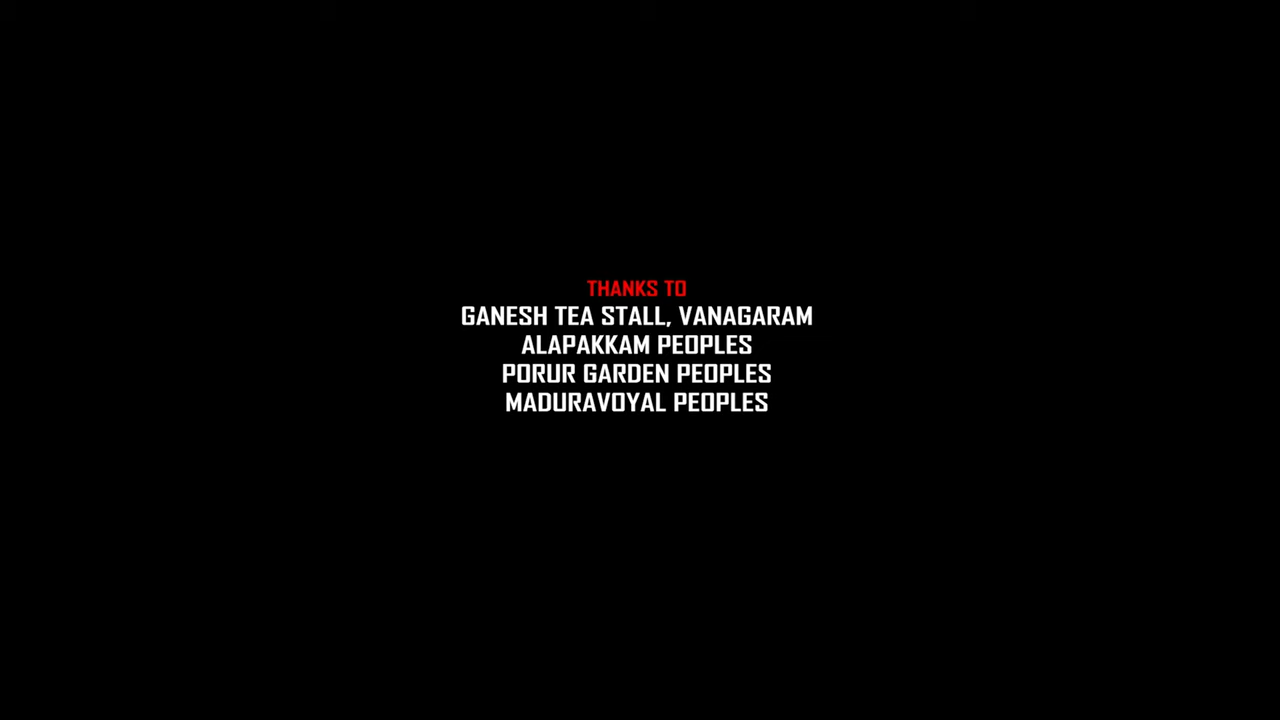 THANKS TO
GANESH TEA STALL, VANAGARAM
ALAPAKKAM PEOPLES
PORUR GARDEN PEOPLES
MADURAVOYAL PEOPLES